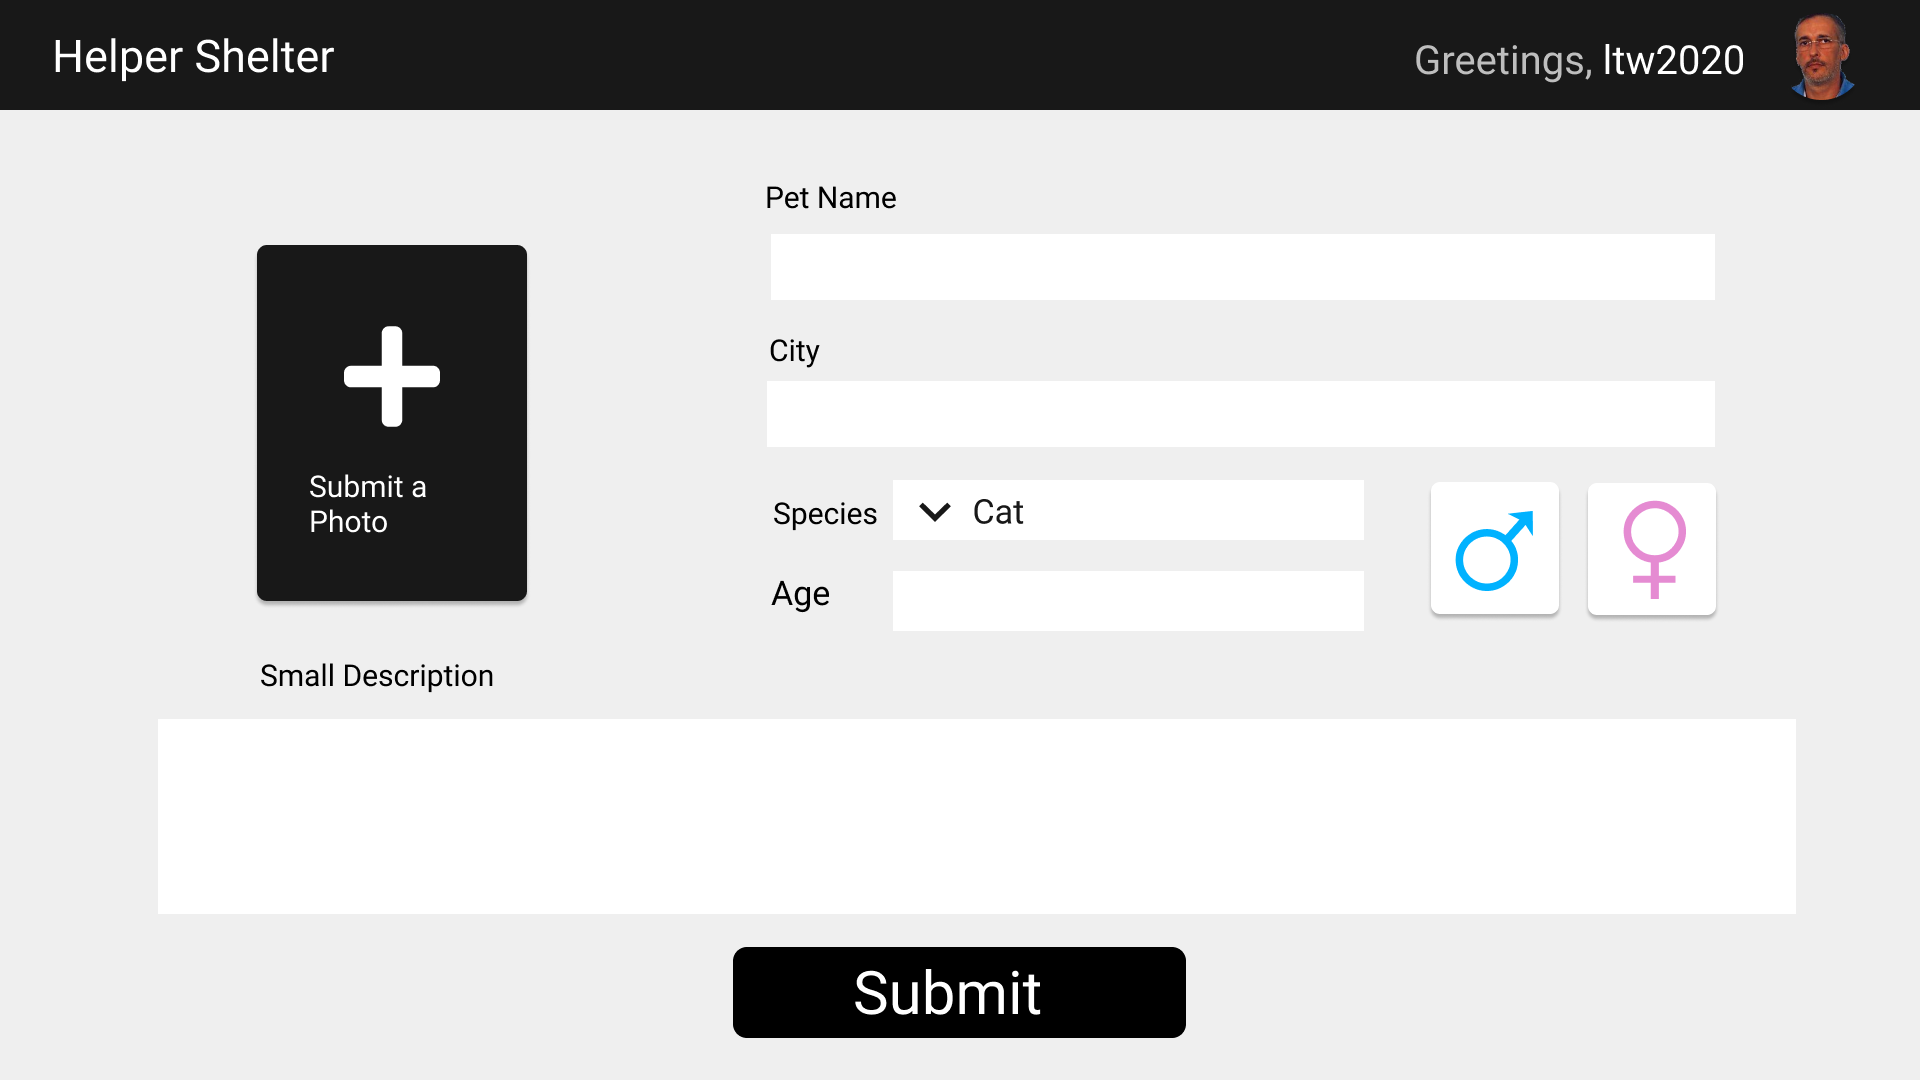 Helper Shelter
Greetings, ltw2020
Pet Name
City
Submit a
Photo
Species
Cat
Age
Small Description
Submit